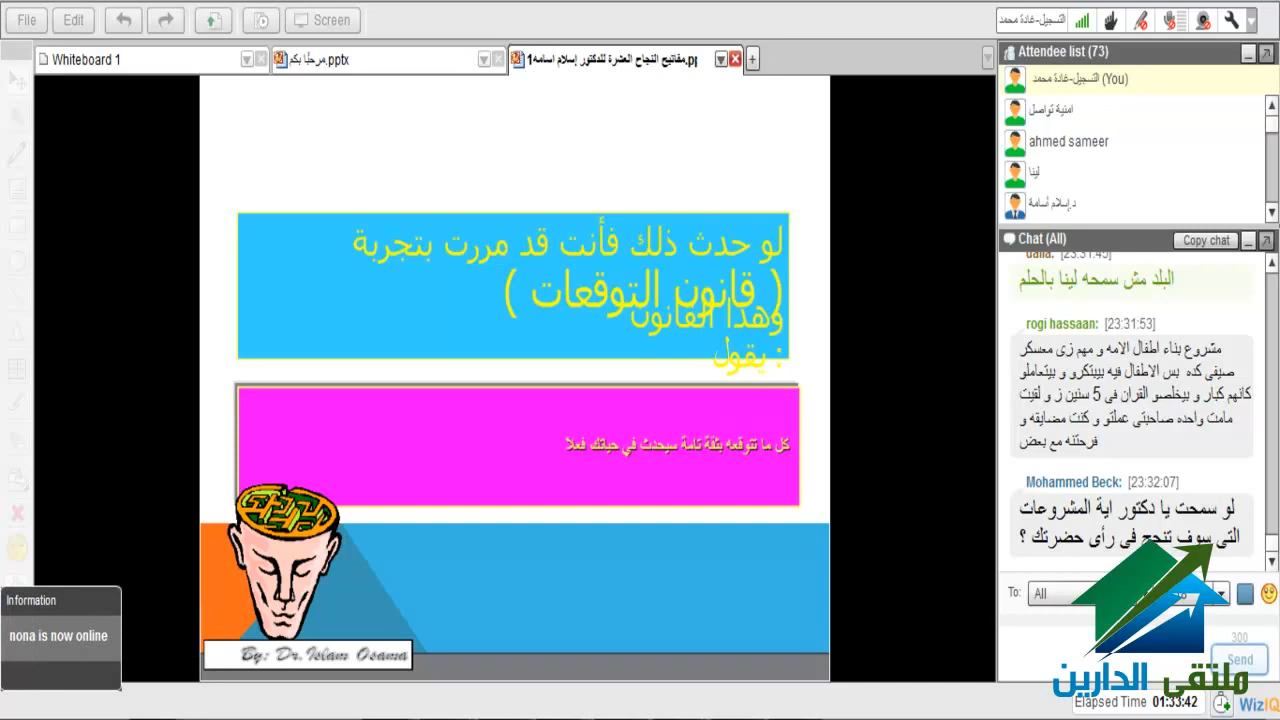 File
Edit
Screen
التسجيل-غادة محمد
Whiteboard 1
مرحبًا بكم.pptx
مفاتيح النجاح العشرة للدكتور إسلام اسامه1.pp
Attendee list (73)
التسجيل-غادة محمد (You)
امنية تواصل
ahmed sameer
لينا
د.إسلام أسامة
Chat (All)
Copy chat
dalia: [23:31:45]
البلد مش سمحه لينا بالحلم
rogi hassaan: [23:31:53]
مشروع بناء اطفال الامه و مهم زى معسكر
صيفى كده بس الاطفال فيه بيبتكرو و بيتعاملو
كانهم كبار و بيخلصو القران فى 5 سنين ز و لقيت
مامت واحده صاحبتى عملتو و كنت مضايقه و
فرحتنه مع بعض
Mohammed Beck: [23:32:07]
لو سمحت يا دكتور اية المشروعات
التى سوف تنجح فى رأى حضرتك ؟
To:
All
300
Send
لو حدث ذلك فأنت قد مررت بتجربة
( قانون التوقعات )
وهذا القانون
يقول :
كل ما تتوقعه بثقة تامة سيحدث في حياتك فعلاً
By: Dr.Islam Osama
Information
nona is now online
ملتقى الدارين
Elapsed Time 01:33:42
WizIQ